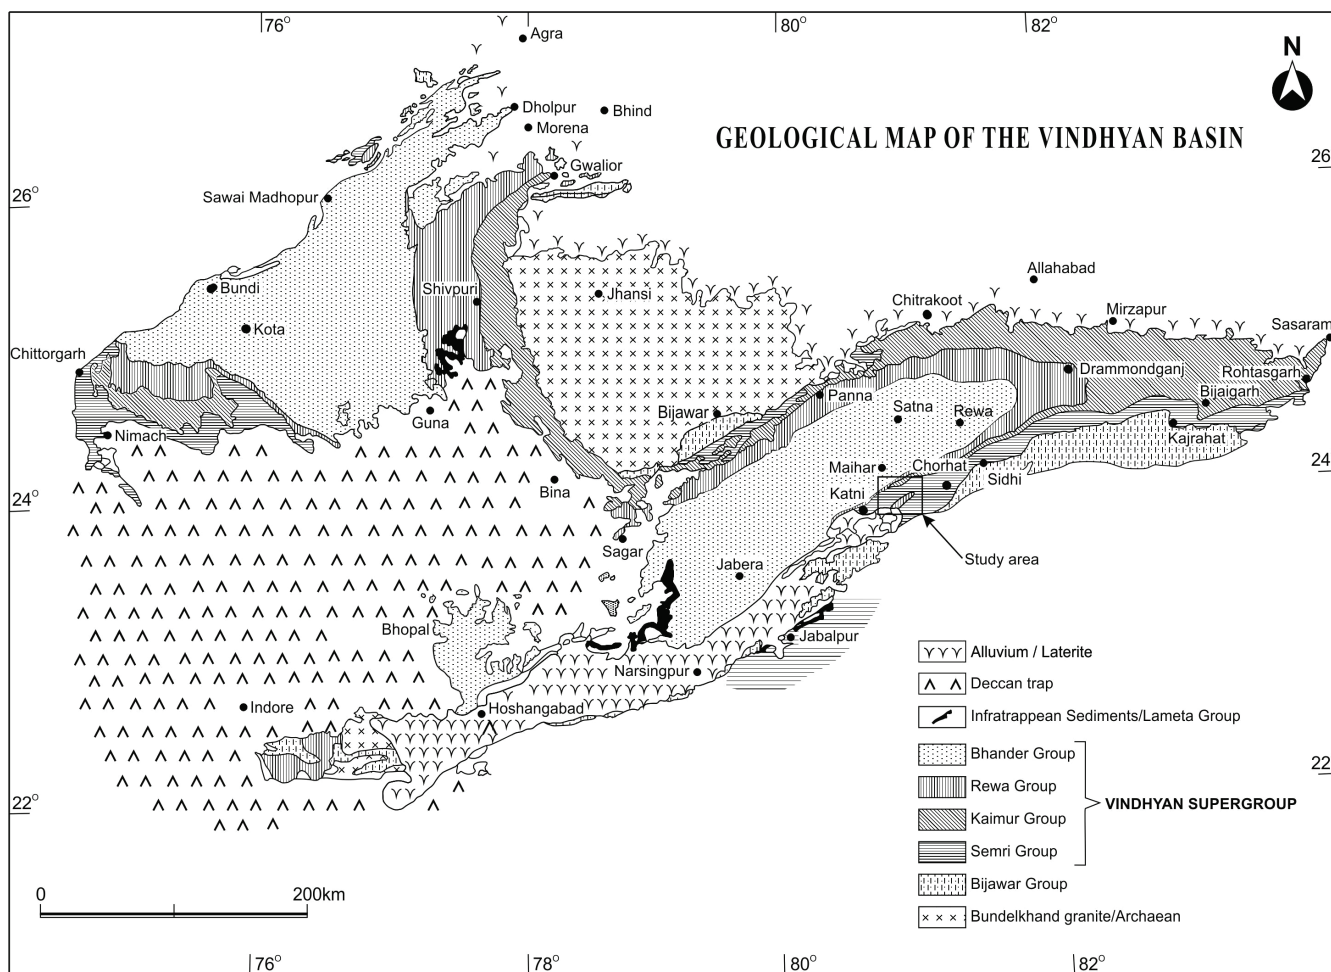 76°
80°
82°
N
GEOLOGICAL MAP OF THE VINDHYAN BASIN
Agra
Dholpur
Bhind
Morena
Gwalior
26
26°
Sawai Madhopur
Allahabad
Bundi
Shivpuri
Jhansi
Chitrakoot
Mirzapur
Kota
Sasaram
Chittorgarh
Drammondganj
Rohtasgarh
Panna
Bijaigarh
Guna
Bijawar
Satna
Rewa
Nimach
Kajrahat
24
Maihar
Chorhat
Sidhi
24°
Bina
Katni
Sagar
Study area
Jabera
Bhopal
Jabalpur
Narsingpur
Indore
Hoshangabad
22
22°
Alluvium / Laterite
Deccan trap
Infratrappean Sediments/Lameta Group
Bhander Group
Rewa Group
VINDHYAN SUPERGROUP
Kaimur Group
Semri Group
Bijawar Group
Bundelkhand granite/Archaean
0
200km
76°
78°
80°
82°